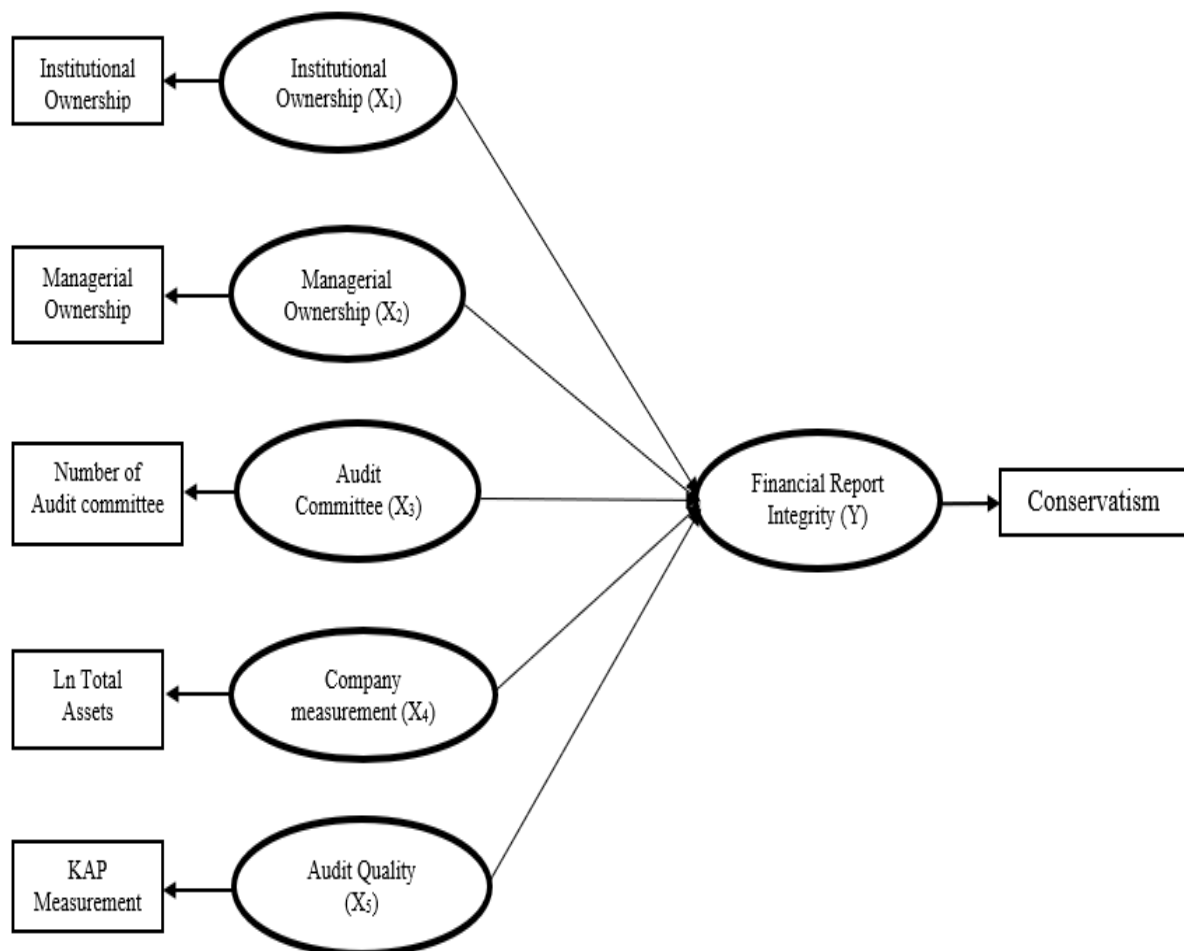 Institutional
Ownership
Institutional
Ownership (X₁)
Managerial
Ownership
Managerial
Ownership (X₂)
Number of
Audit committee
Audit
Committee (X₃)
Financial Report
Integrity (Y)
Conservatism
Ln Total
Assets
Company
measurement (X₄)
KAP
Measurement
Audit Quality
(X₅)